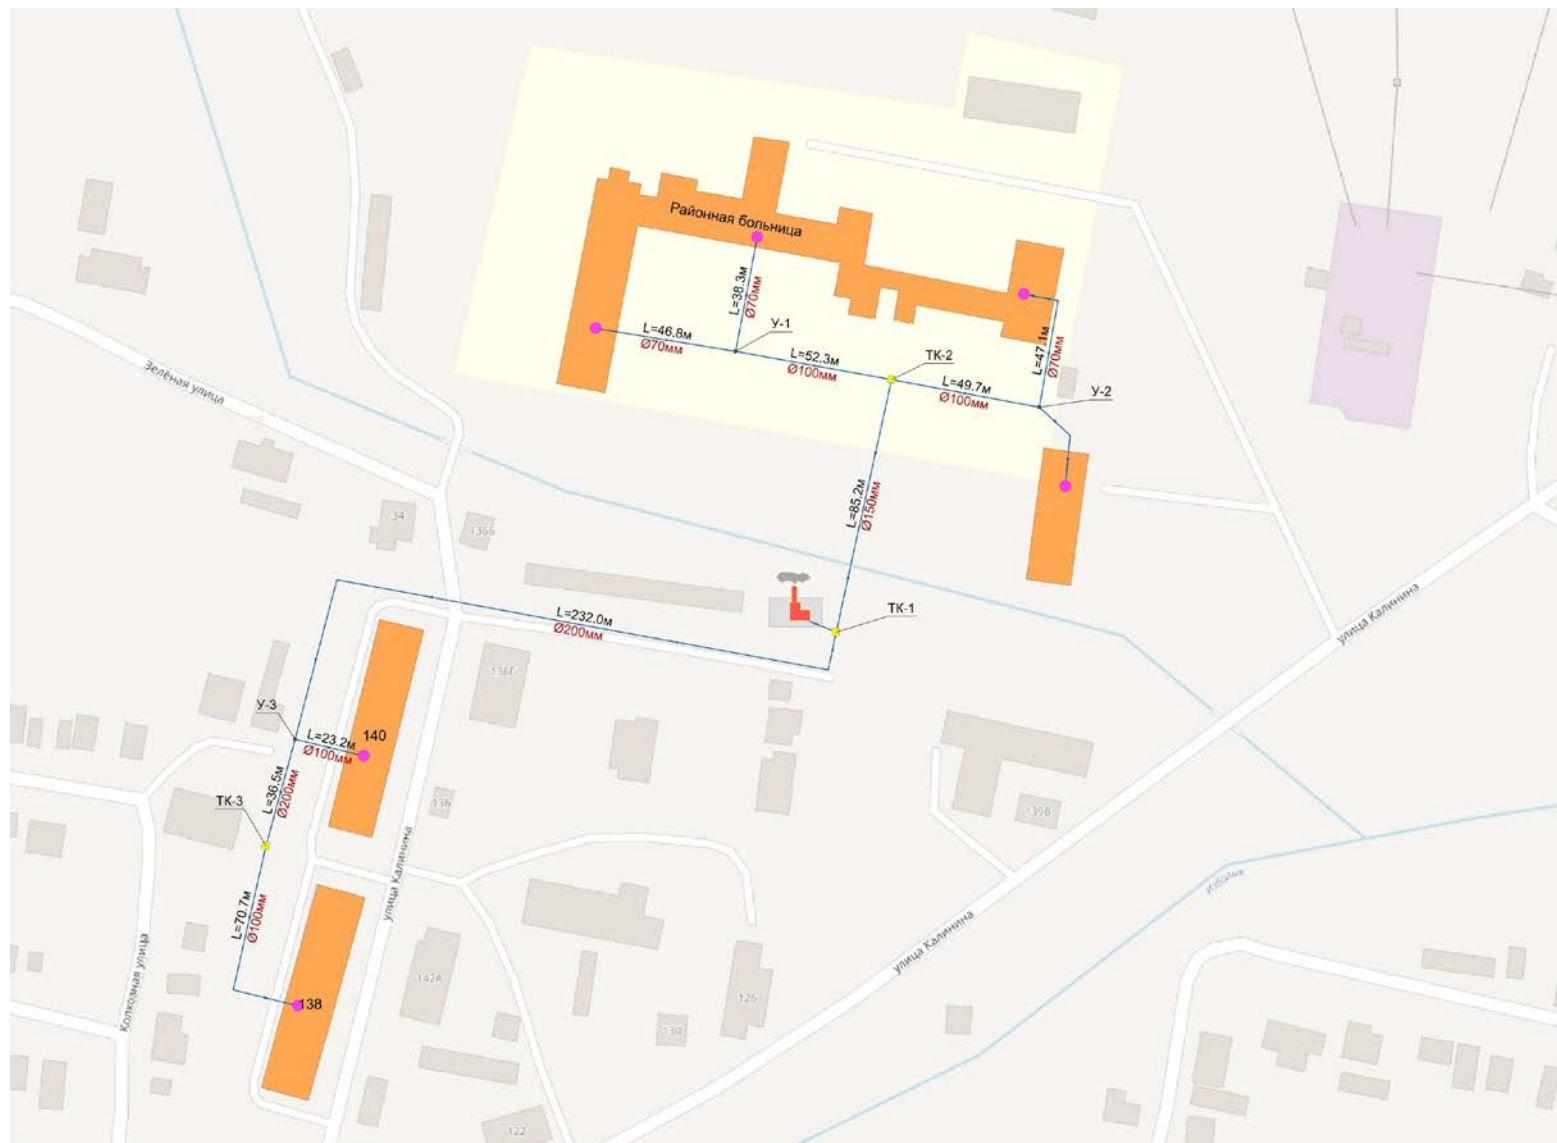 Районная больница
L=38.3м
Ø70мм
У-1
L=46.8м
Ø70мм
L=52.3м
Ø100мм
ТК-2
L=47.1м
Ø70мм
L=49.7м
Ø100мм
У-2
Зелёная улица
L=85.2м
Ø150мм
34
136Б
L=232.0м
Ø200мм
ТК-1
улица Калинина
136Г
У-3
L=23.2м
Ø100мм
140
L=36.5м
Ø200мм
ТК-3
136
139В
улица Калинина
L=70.7м
Ø100мм
Колхозная улица
138
142А
126
130
улица Калинина
122